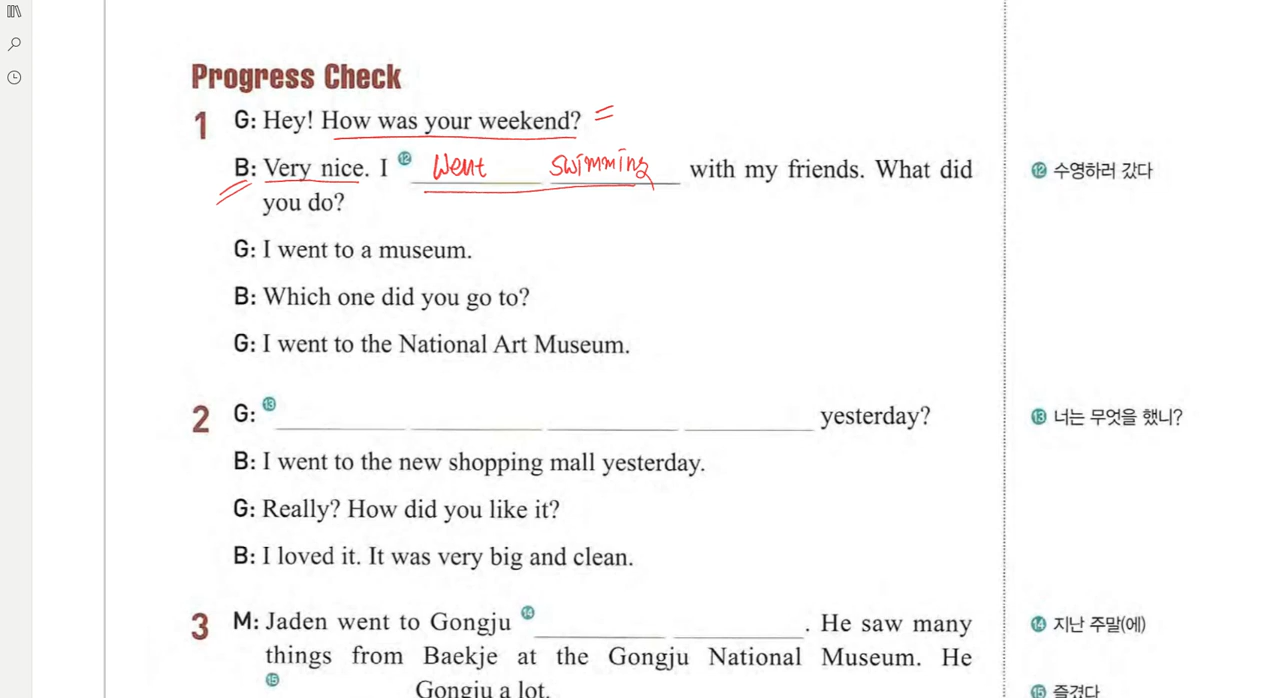 Progress Check
1 G: Hey! How was your weekend?
B: Very nice. I ⑫ went swimming with my friends. What did
⑫ 수영하러 갔다
you do?
G: I went to a museum.
B: Which one did you go to?
G: I went to the National Art Museum.
2 G: ⑬ yesterday?
⑬ 너는 무엇을 했니?
B: I went to the new shopping mall yesterday.
G: Really? How did you like it?
B: I loved it. It was very big and clean.
3 M: Jaden went to Gongju ⑭ . He saw many
⑭ 지난 주말(에)
things from Baekje at the Gongju National Museum. He
⑮ Gongju a lot.
⑮ 즐겼다